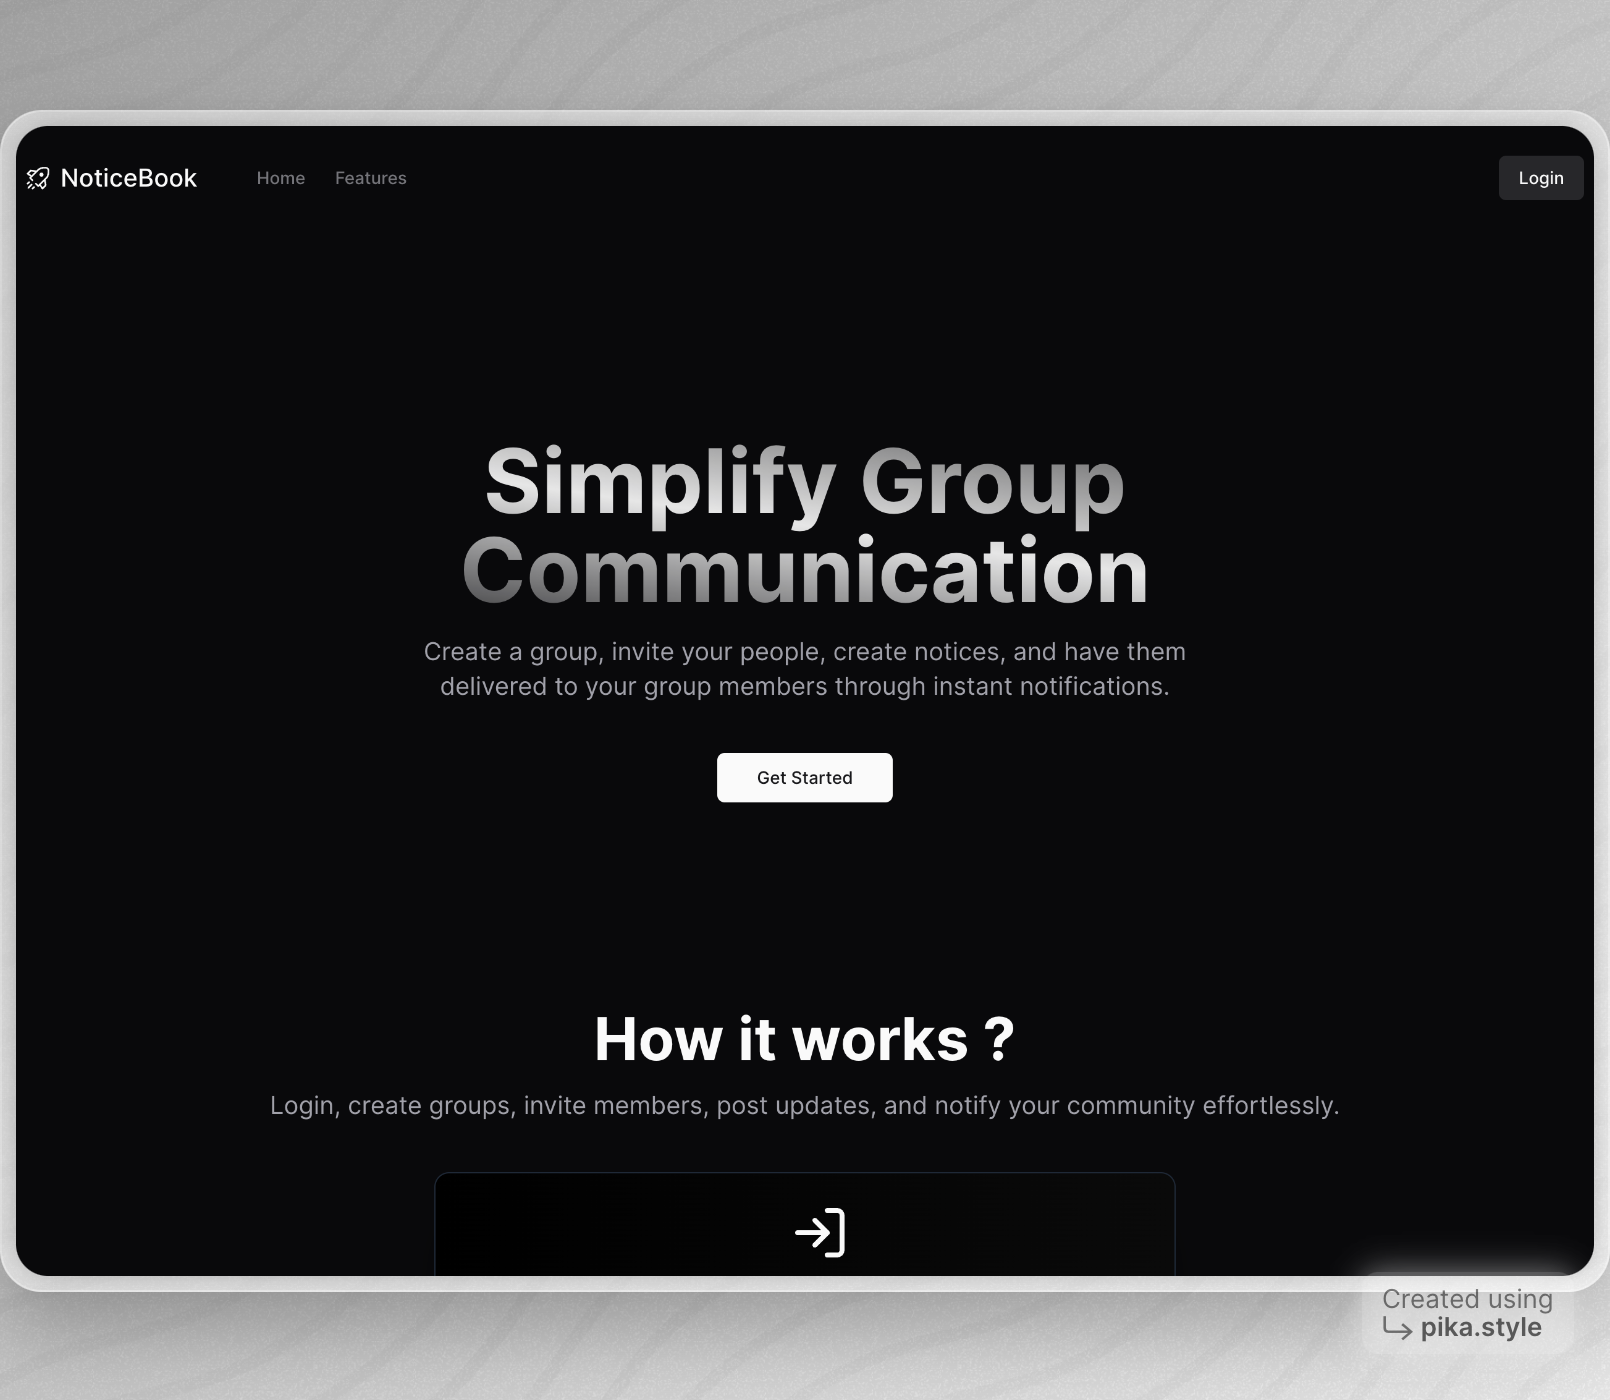 NoticeBook
Home
Features
Login
Simplify Group
Communication
Create a group, invite your people, create notices, and have them
delivered to your group members through instant notifications.
Get Started
How it works ?
Login, create groups, invite members, post updates, and notify your community effortlessly.
Created using
pika.style